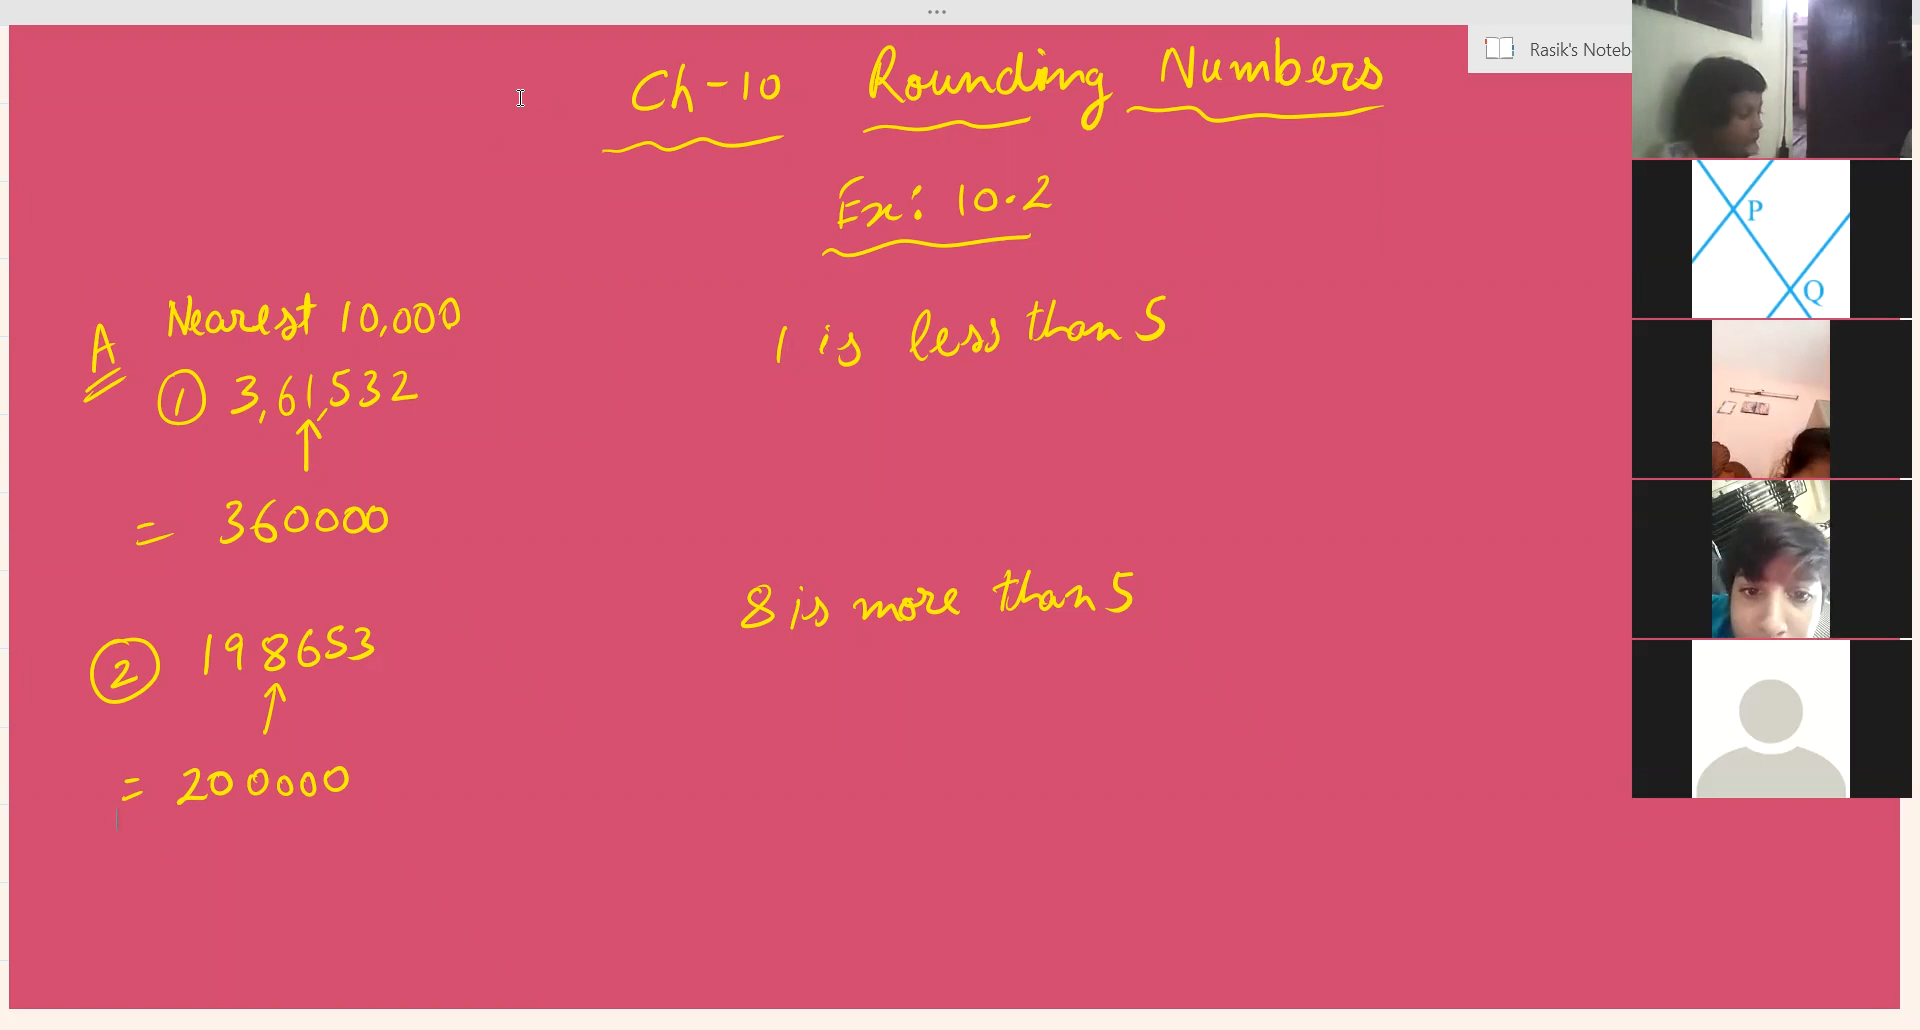 Ch-10 Rounding Numbers
Rasik's Noteb
Ex: 10.2
P
Q
A Nearest 10,000
1 is less than 5
① 3,61,532
= 360000
8 is more than 5
② 198653
= 200000